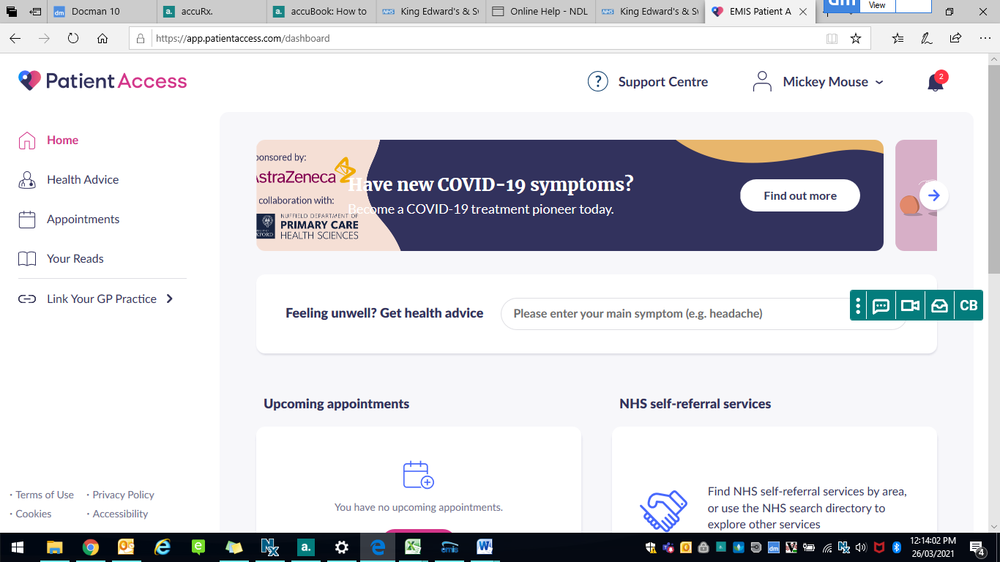 Docman 10
accuRx.
accuBook: How to
King Edward's & Sw
Online Help - NDL
King Edward's & Sw
EMIS Patient A
dm
View
https://app.patientaccess.com/dashboard
Patient Access
Support Centre
Mickey Mouse
2
Home
Health Advice
Appointments
Your Reads
Link Your GP Practice
ponsored by:
AstraZeneca
collaboration with:
NUFFIELD DEPARTMENT OF
PRIMARY CARE
HEALTH SCIENCES
Have new COVID-19 symptoms?
Become a COVID-19 treatment pioneer today.
Find out more
Feeling unwell? Get health advice
Please enter your main symptom (e.g. headache)
CB
Upcoming appointments
You have no upcoming appointments.
NHS self-referral services
Find NHS self-referral services by area,
or use the NHS search directory to
explore other services
· Terms of Use
· Privacy Policy
· Cookies
· Accessibility
12:14:02 PM
26/03/2021
4